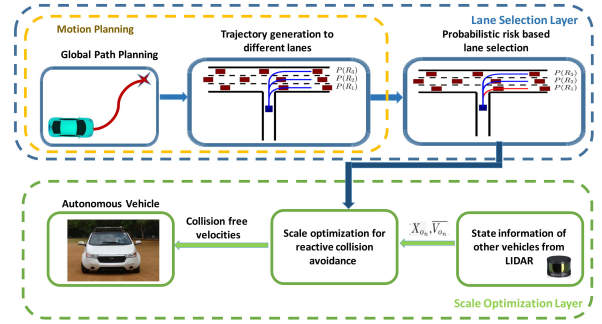 Motion Planning
Lane Selection Layer
Global Path Planning
Trajectory generation to
different lanes
Probabilistic risk based
lane selection
P(R₃)
P(R₂)
P(R₁)
P(R₃)
P(R₂)
P(R₁)
Autonomous Vehicle
Collision free
velocities
Scale optimization for
reactive collision
avoidance
X̄ₒₙ,V̄ₒₙ
State information of
other vehicles from
LIDAR
Scale Optimization Layer